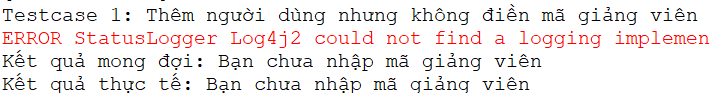 Testcase 1: Thêm người dùng nhưng không điền mã giảng viên
ERROR StatusLogger Log4j2 could not find a logging implemen
Kết quả mong đợi: Bạn chưa nhập mã giảng viên
Kết quả thực tế: Bạn chưa nhập mã giảng viên